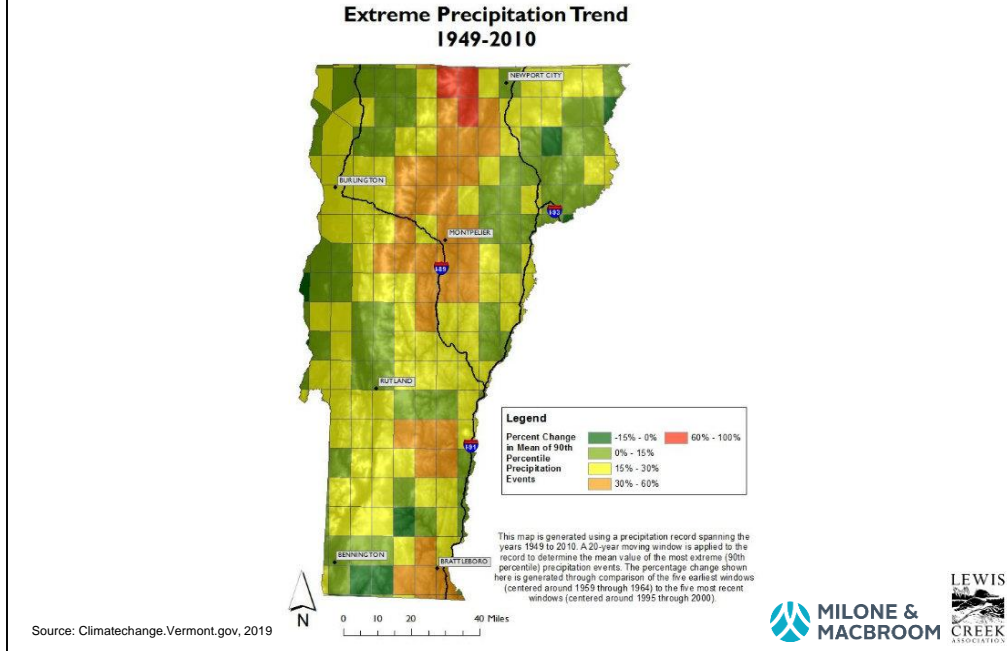 Extreme Precipitation Trend
1949-2010
NEWPORT CITY
BURLINGTON
I-93
MONTPELIER
I-89
RUTLAND
I-91
Legend
Percent Change
in Mean of 90th
Percentile
Precipitation
Events
-15% - 0%
0% - 15%
15% - 30%
30% - 60%
60% - 100%
BENNINGTON
BRATTLEBORO
This map is generated using a precipitation record spanning the
years 1949 to 2010. A 20-year moving window is applied to the
record to determine the mean value of the most extreme (90th
percentile) precipitation events. The percentage change shown
here is generated through comparison of the five earliest windows
(centered around 1959 through 1964) to the five most recent
windows (centered around 1995 through 2000).
N
0 10 20 40 Miles
Source: Climatechange.Vermont.gov, 2019
MILONE &
MACBROOM
LEWIS
CREEK
ASSOCIATION